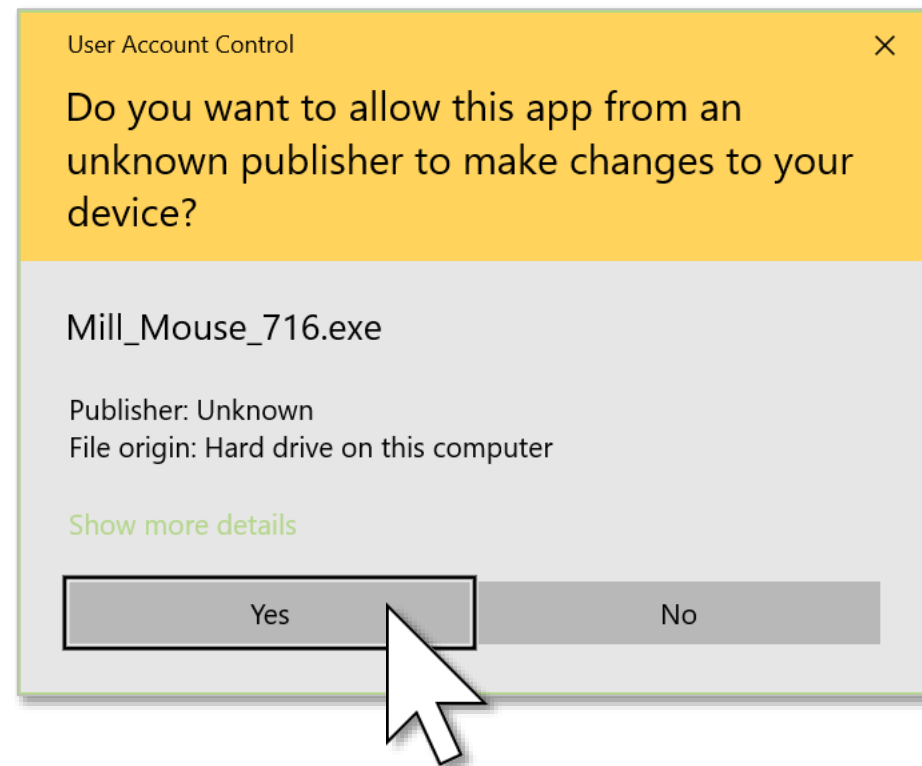 User Account Control
Do you want to allow this app from an
unknown publisher to make changes to your
device?
Mill_Mouse_716.exe
Publisher: Unknown
File origin: Hard drive on this computer
Show more details
Yes
No